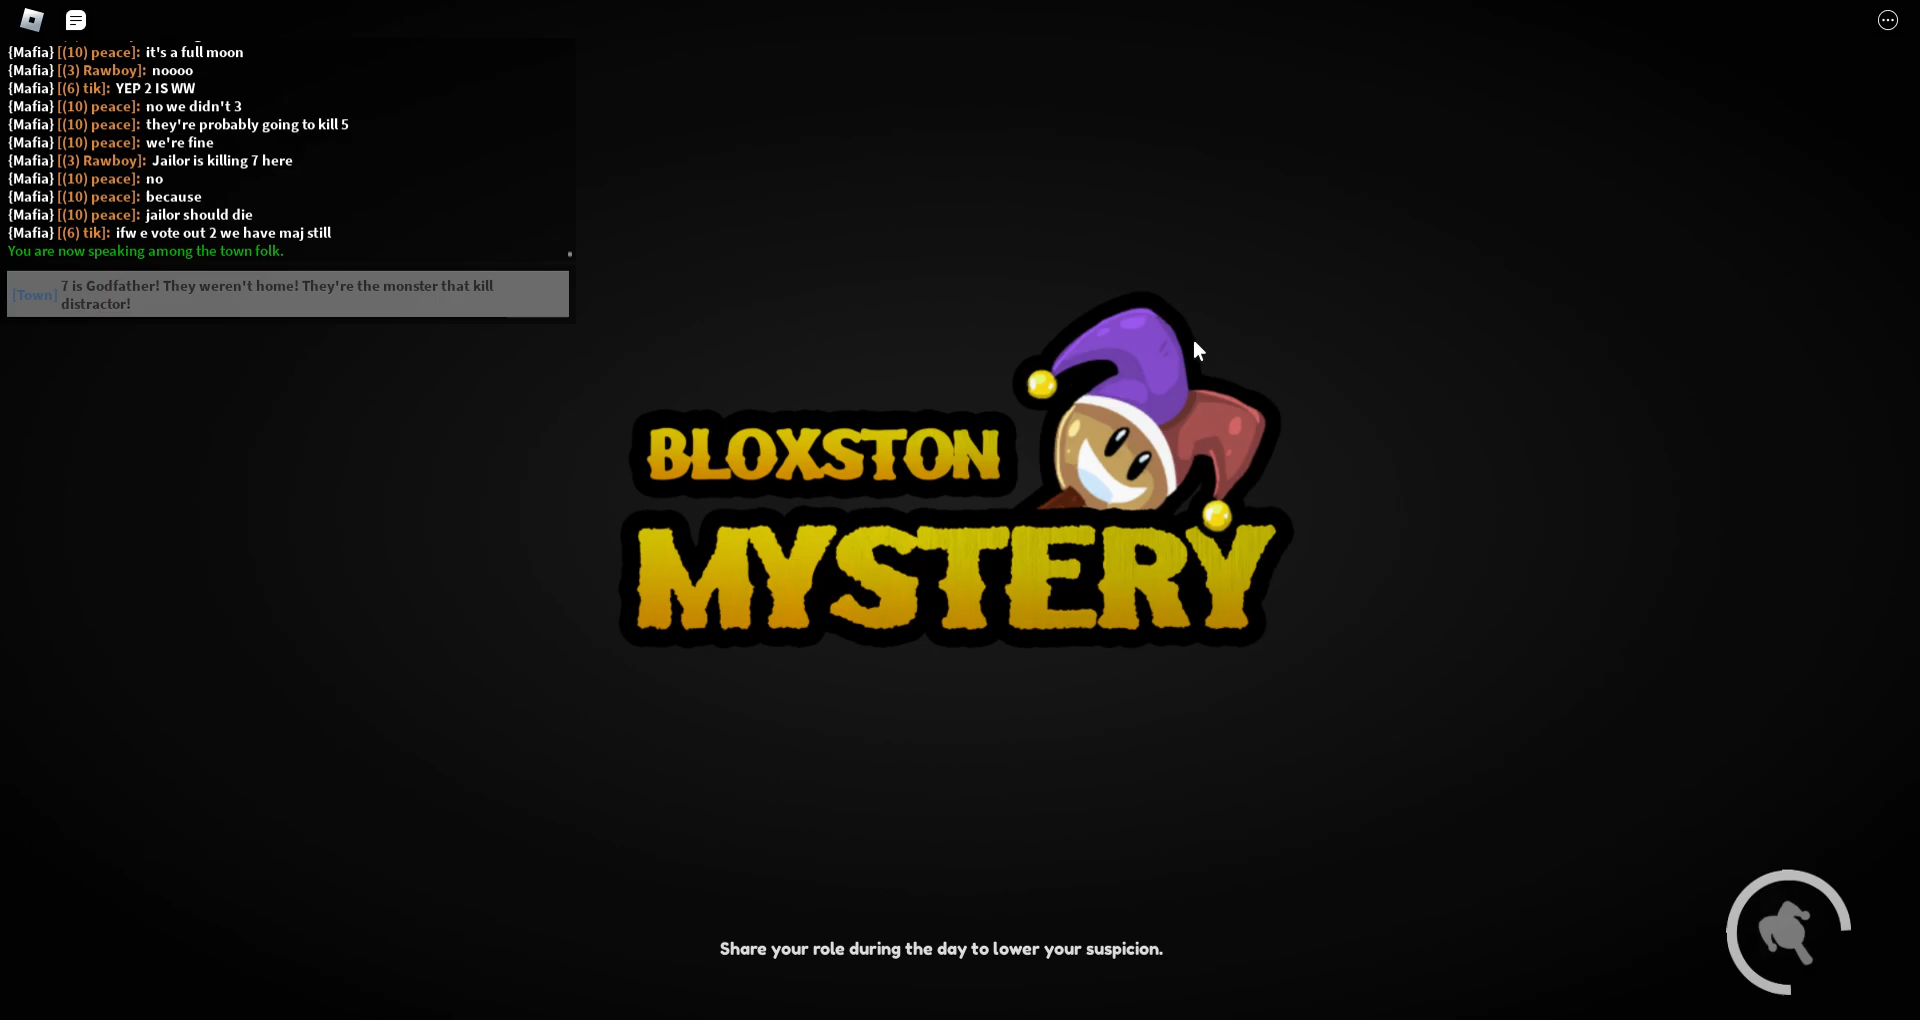 {Mafia} [(10) peace]: it's a full moon
{Mafia} [(3) Rawboy]: noooo
{Mafia} [(6) tik]: YEP 2 IS WW
{Mafia} [(10) peace]: no we didn't 3
{Mafia} [(10) peace]: they're probably going to kill 5
{Mafia} [(10) peace]: we're fine
{Mafia} [(3) Rawboy]: Jailor is killing 7 here
{Mafia} [(10) peace]: no
{Mafia} [(10) peace]: because
{Mafia} [(10) peace]: jailor should die
{Mafia} [(6) tik]: ifw e vote out 2 we have maj still
You are now speaking among the town folk.
[Town] 7 is Godfather! They weren't home! They're the monster that kill
distractor!
BLOXSTON
MYSTERY
Share your role during the day to lower your suspicion.